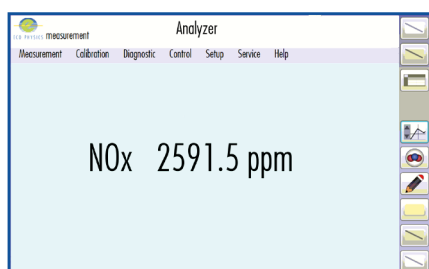 Analyzer
ECO PHYSICS measurement
Measurement Calibration Diagnostic Control Setup Service Help
NOx 2591.5 ppm